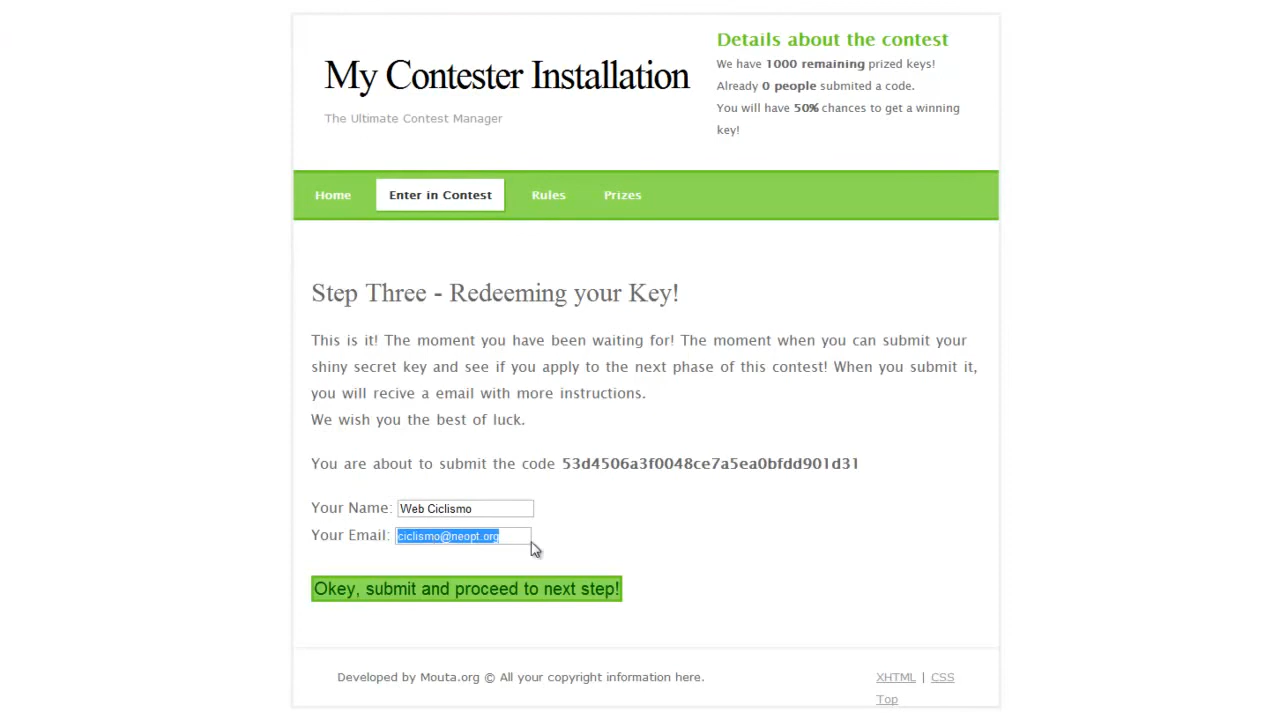 My Contester Installation
The Ultimate Contest Manager
Details about the contest
We have 1000 remaining prized keys!
Already 0 people submited a code.
You will have 50% chances to get a winning
key!
Home
Enter in Contest
Rules
Prizes
Step Three - Redeeming your Key!
This is it! The moment you have been waiting for! The moment when you can submit your
shiny secret key and see if you apply to the next phase of this contest! When you submit it,
you will recive a email with more instructions.
We wish you the best of luck.
You are about to submit the code 53d4506a3f0048ce7a5ea0bfdd901d31
Your Name: Web Ciclismo
Your Email: ciclismo@neopt.org
Okey, submit and proceed to next step!
Developed by Mouta.org © All your copyright information here.
XHTML | CSS
Top